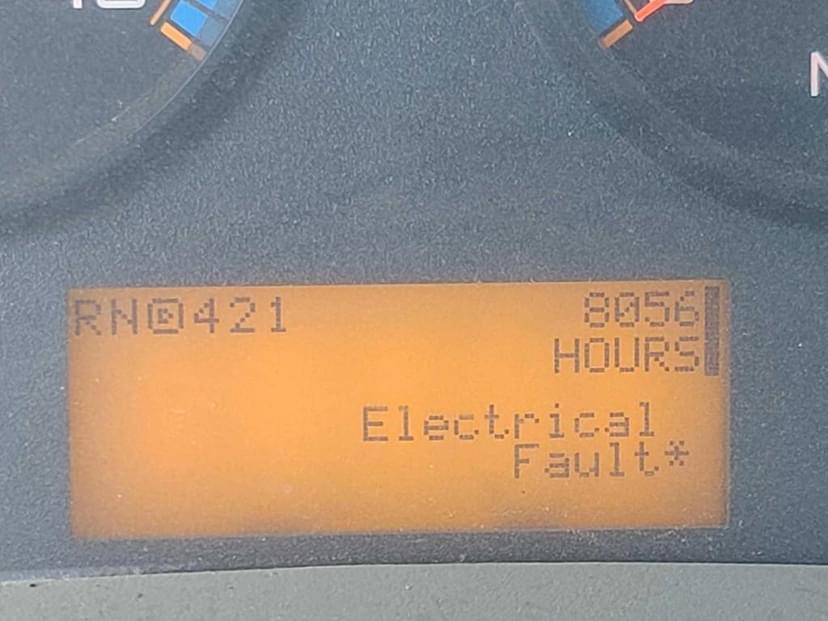 RN®421 8056
HOURS
Electrical
Fault*